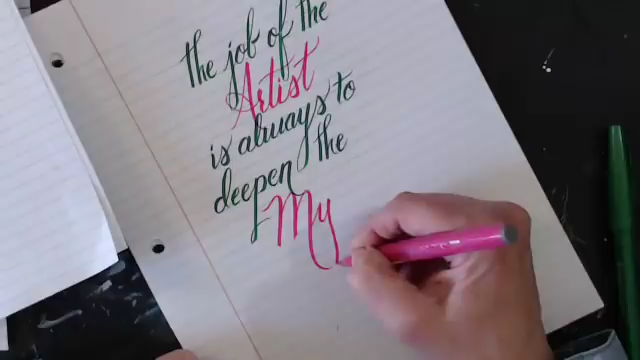 the job of the
Artist
is always to
deepen the
My